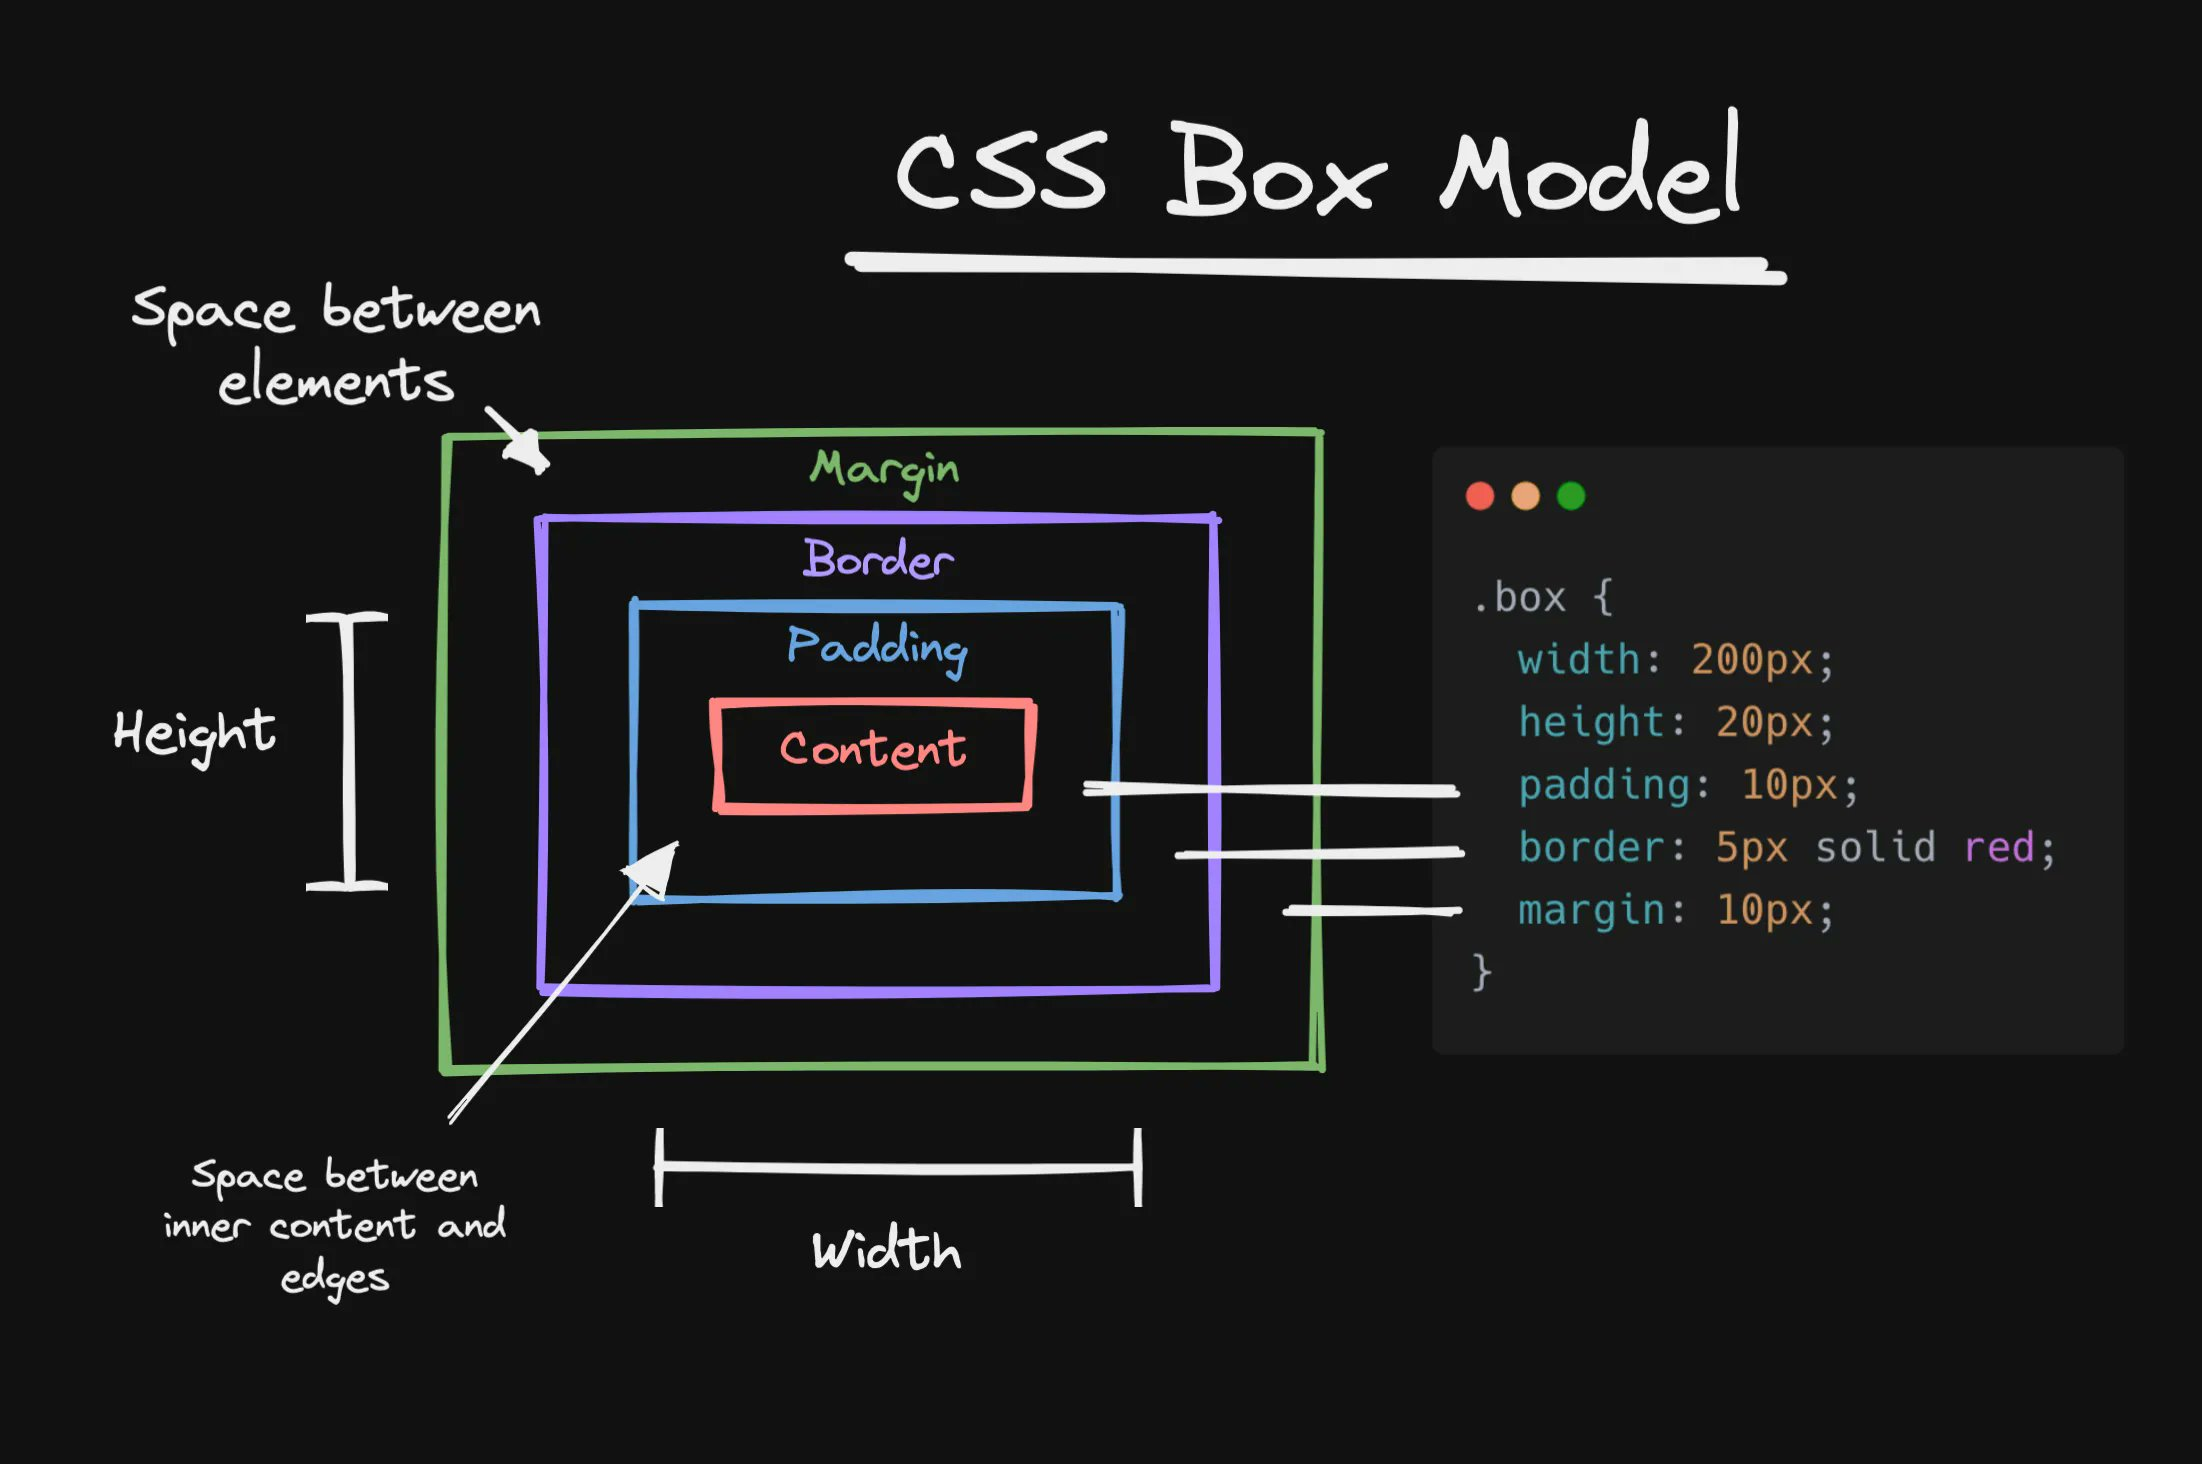 CSS Box Model
Space between
elements
Margin
Border
Padding
Content
Height
Width
Space between
inner content and
edges
.box {
  width: 200px;
  height: 20px;
  padding: 10px;
  border: 5px solid red;
  margin: 10px;
}